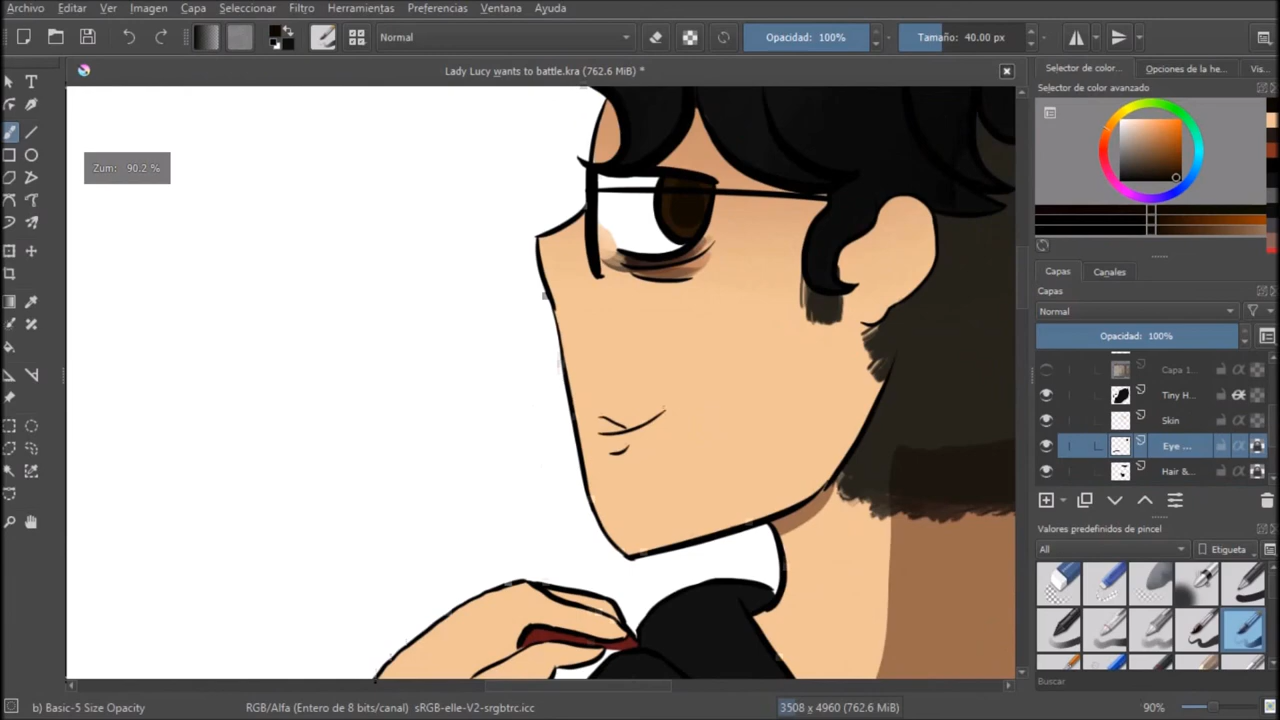 Archivo Editar Ver Imagen Capa Seleccionar Filtro Herramientas Preferencias Ventana Ayuda
Normal Opacidad: 100% Tamaño: 40.00 px
Lady Lucy wants to battle.kra (762.6 MiB) *
Selector de color... Opciones de la he... Vis...
Selector de color avanzado
Zum: 90.2 %
Capas Canales
Capas
Normal
Opacidad: 100%
Capa 1...
Tiny H...
Skin
Eye ...
Hair &...
Valores predefinidos de pincel
All Etiqueta
Buscar
b) Basic-5 Size Opacity RGB/Alfa (Entero de 8 bits/canal) sRGB-elle-V2-srgbtrc.icc 3508 x 4960 (762.6 MiB) 90%